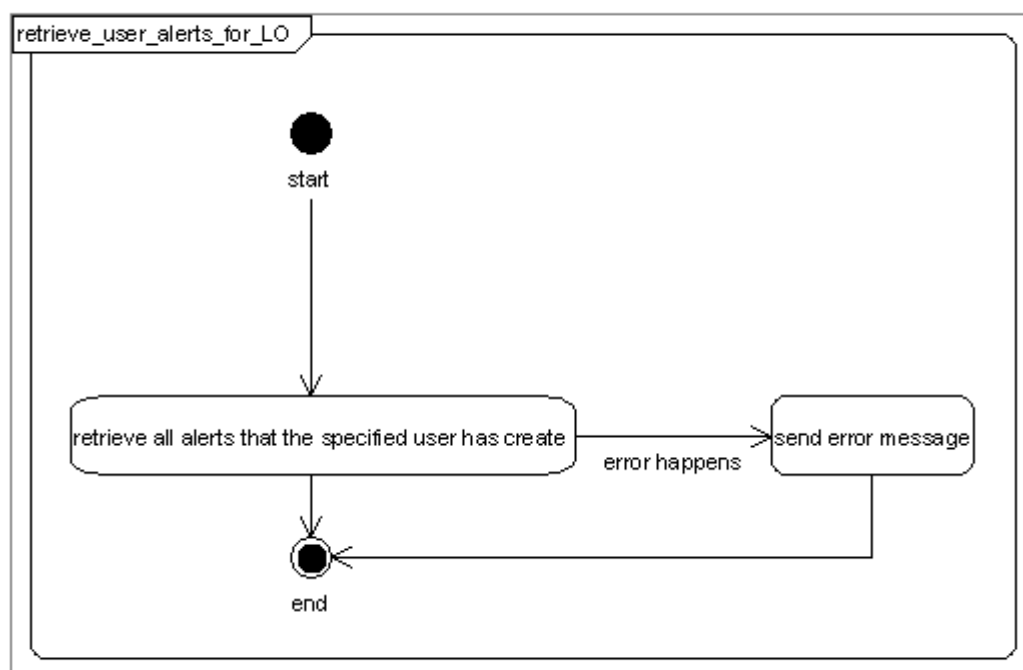 retrieve_user_alerts_for_LO
start
retrieve all alerts that the specified user has create
error happens
send error message
end